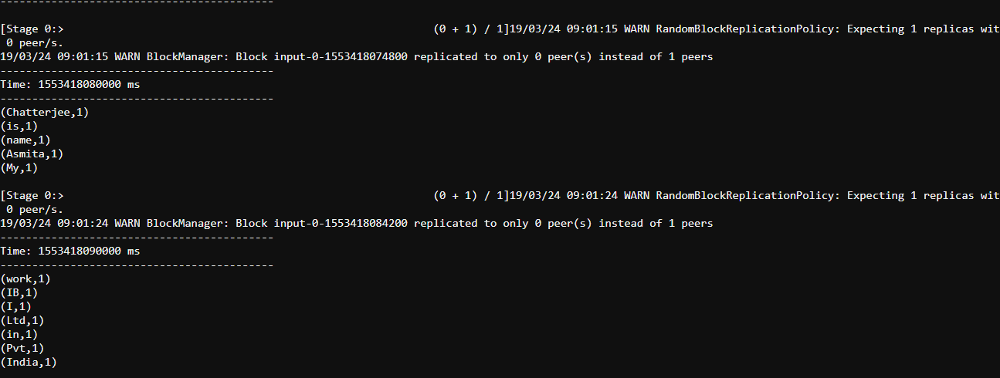 -------------------------------------------
[Stage 0:>                                                          (0 + 1) / 1]19/03/24 09:01:15 WARN RandomBlockReplicationPolicy: Expecting 1 replicas wit
 0 peer/s.
19/03/24 09:01:15 WARN BlockManager: Block input-0-1553418074800 replicated to only 0 peer(s) instead of 1 peers
-------------------------------------------
Time: 1553418080000 ms
-------------------------------------------
(Chatterjee,1)
(is,1)
(name,1)
(Asmita,1)
(My,1)
[Stage 0:>                                                          (0 + 1) / 1]19/03/24 09:01:24 WARN RandomBlockReplicationPolicy: Expecting 1 replicas wit
 0 peer/s.
19/03/24 09:01:24 WARN BlockManager: Block input-0-1553418084200 replicated to only 0 peer(s) instead of 1 peers
-------------------------------------------
Time: 1553418090000 ms
-------------------------------------------
(work,1)
(IB,1)
(I,1)
(Ltd,1)
(in,1)
(Pvt,1)
(India,1)